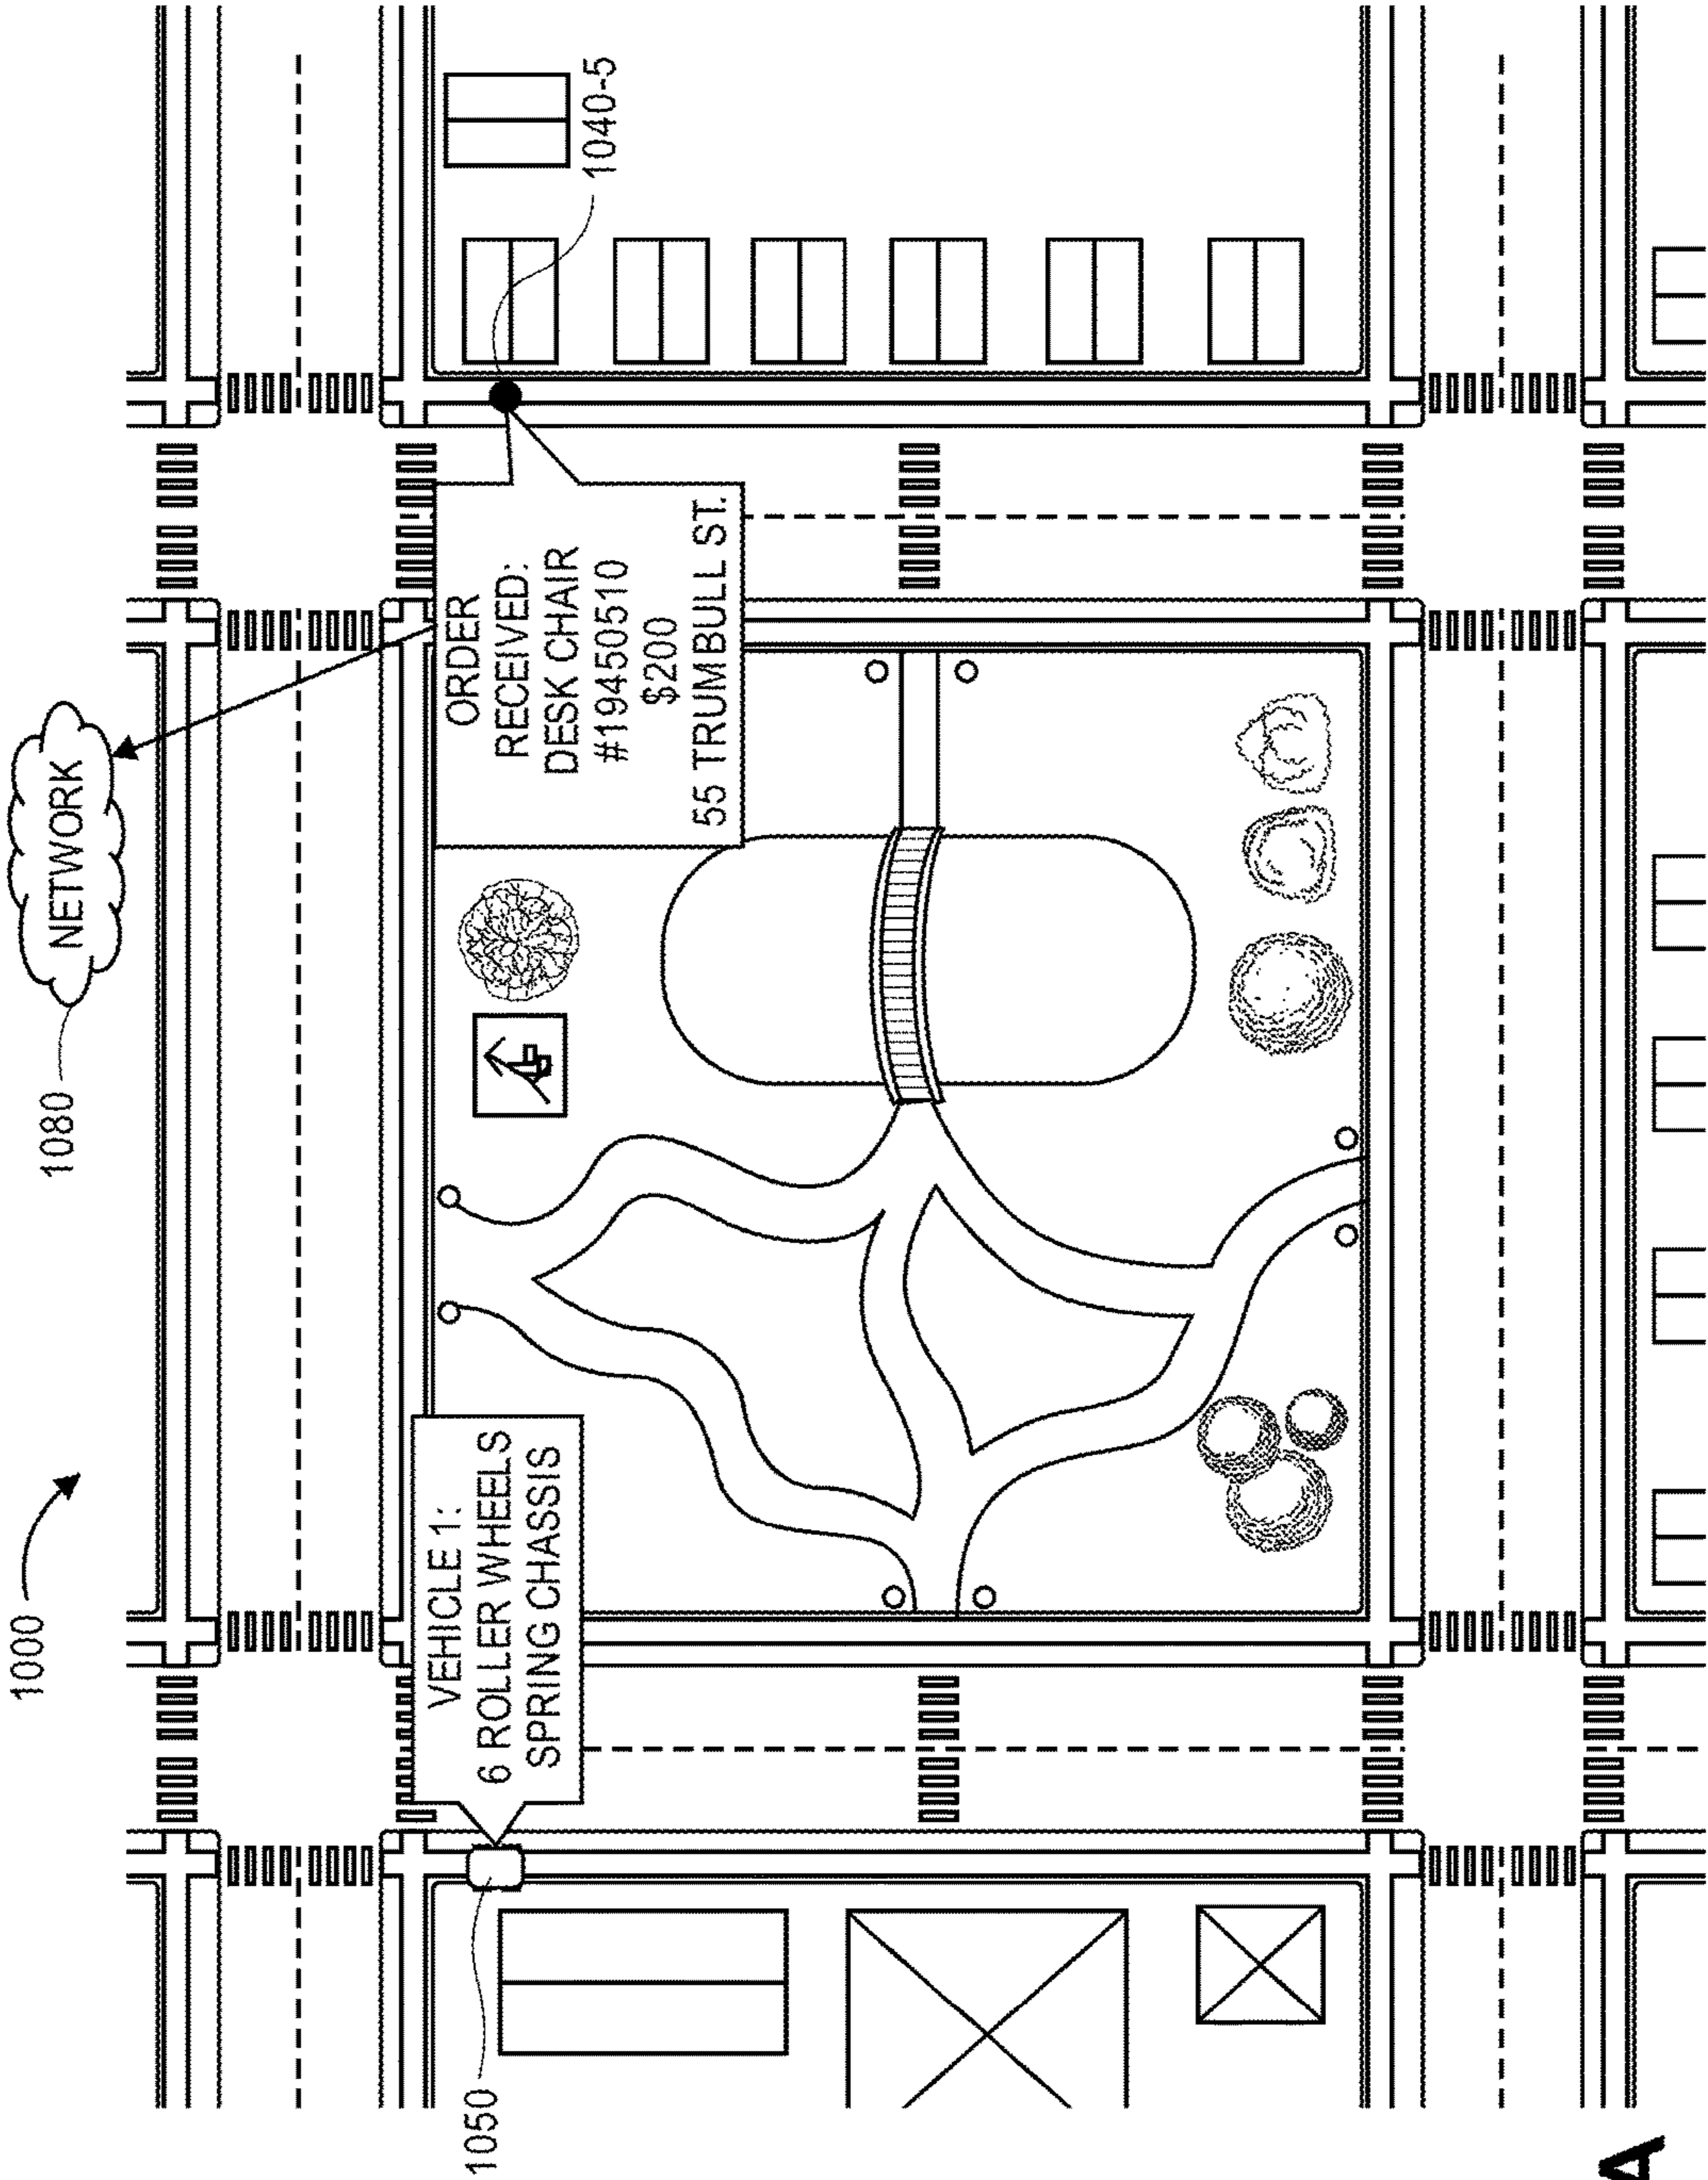 1000
1080
NETWORK
VEHICLE 1:
6 ROLLER WHEELS
SPRING CHASSIS
ORDER
RECEIVED:
DESK CHAIR
#19450510
$200
55 TRUMBULL ST.
1050
1040-5
A